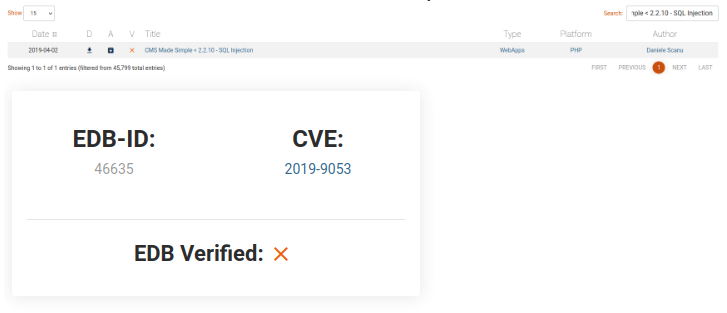 Show 15 Search: nple < 2.2.10 - SQL Injection
Date D A V Title Type Platform Author
2019-04-02 CMS Made Simple < 2.2.10 - SQL Injection WebApps PHP Daniele Scanu
Showing 1 to 1 of 1 entries (filtered from 45,799 total entries) FIRST PREVIOUS 1 NEXT LAST
EDB-ID: CVE:
46635 2019-9053
EDB Verified: ×